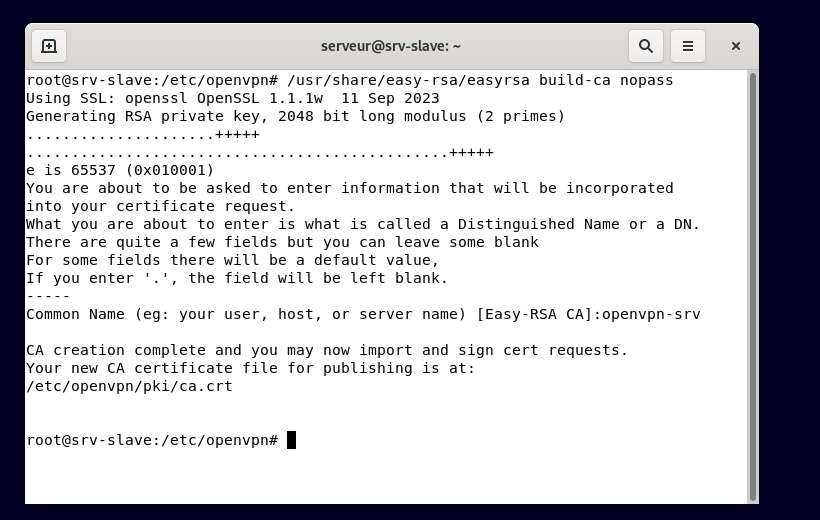 serveur@srv-slave: ~
root@srv-slave:/etc/openvpn# /usr/share/easy-rsa/easyrsa build-ca nopass
Using SSL: openssl OpenSSL 1.1.1w  11 Sep 2023
Generating RSA private key, 2048 bit long modulus (2 primes)
.....................+++++
...............................................+++++
e is 65537 (0x010001)
You are about to be asked to enter information that will be incorporated
into your certificate request.
What you are about to enter is what is called a Distinguished Name or a DN.
There are quite a few fields but you can leave some blank
For some fields there will be a default value,
If you enter '.', the field will be left blank.
-----
Common Name (eg: your user, host, or server name) [Easy-RSA CA]:openvpn-srv
CA creation complete and you may now import and sign cert requests.
Your new CA certificate file for publishing is at:
/etc/openvpn/pki/ca.crt
root@srv-slave:/etc/openvpn#